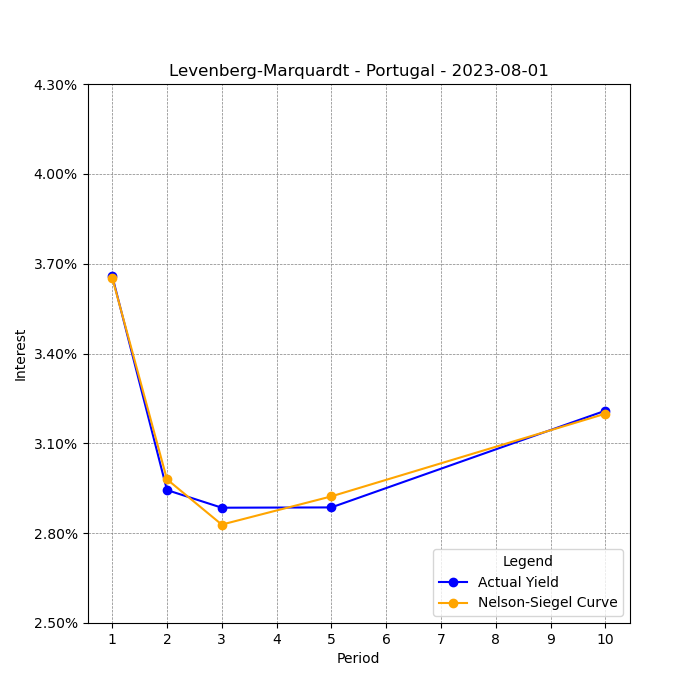 Levenberg-Marquardt - Portugal - 2023-08-01
4.30%
4.00%
3.70%
3.40%
3.10%
2.80%
2.50%
Interest
1 2 3 4 5 6 7 8 9 10
Period
Legend
Actual Yield
Nelson-Siegel Curve